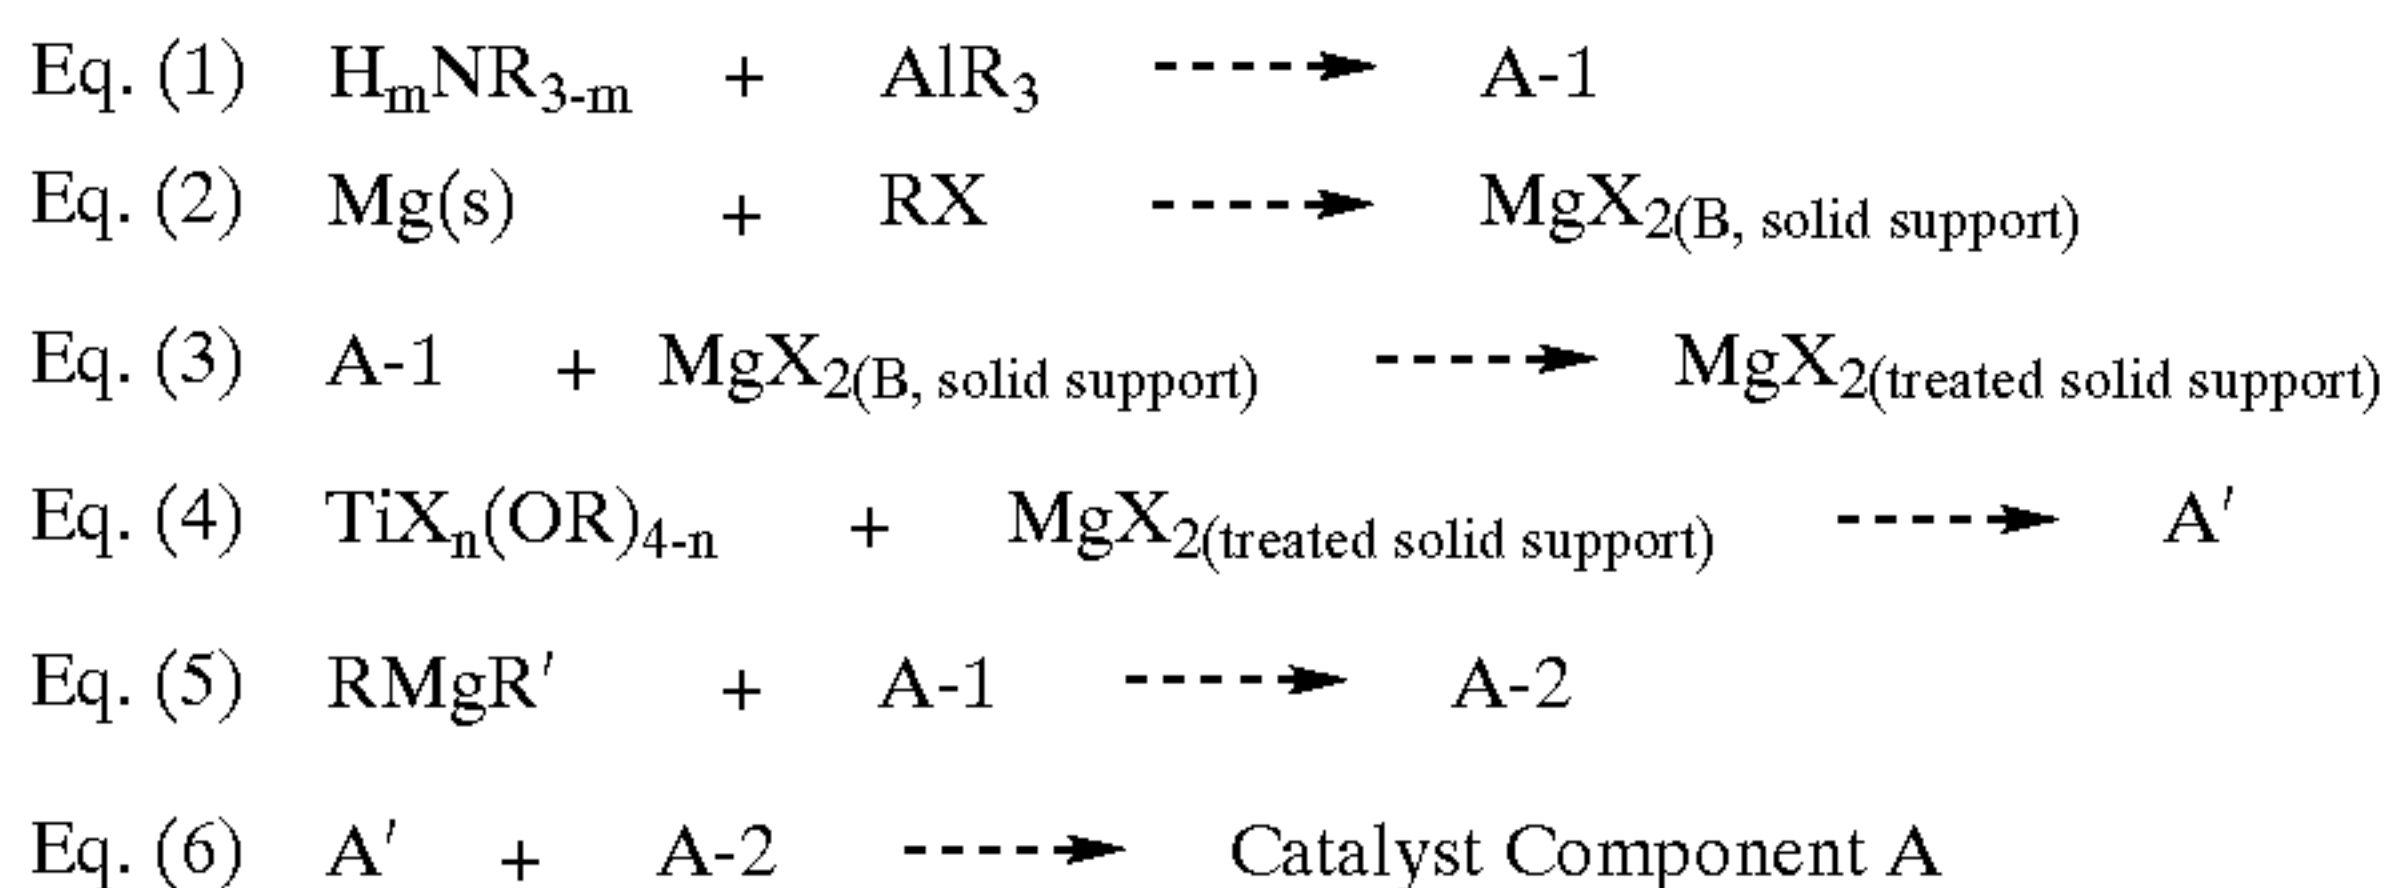 Eq. (1) HmNR3-m + AlR3 ----> A-1
Eq. (2) Mg(s) + RX ----> MgX2(B, solid support)
Eq. (3) A-1 + MgX2(B, solid support) ----> MgX2(treated solid support)
Eq. (4) TiXn(OR)4-n + MgX2(treated solid support) ----> A′
Eq. (5) RMgR′ + A-1 ----> A-2
Eq. (6) A′ + A-2 ----> Catalyst Component A